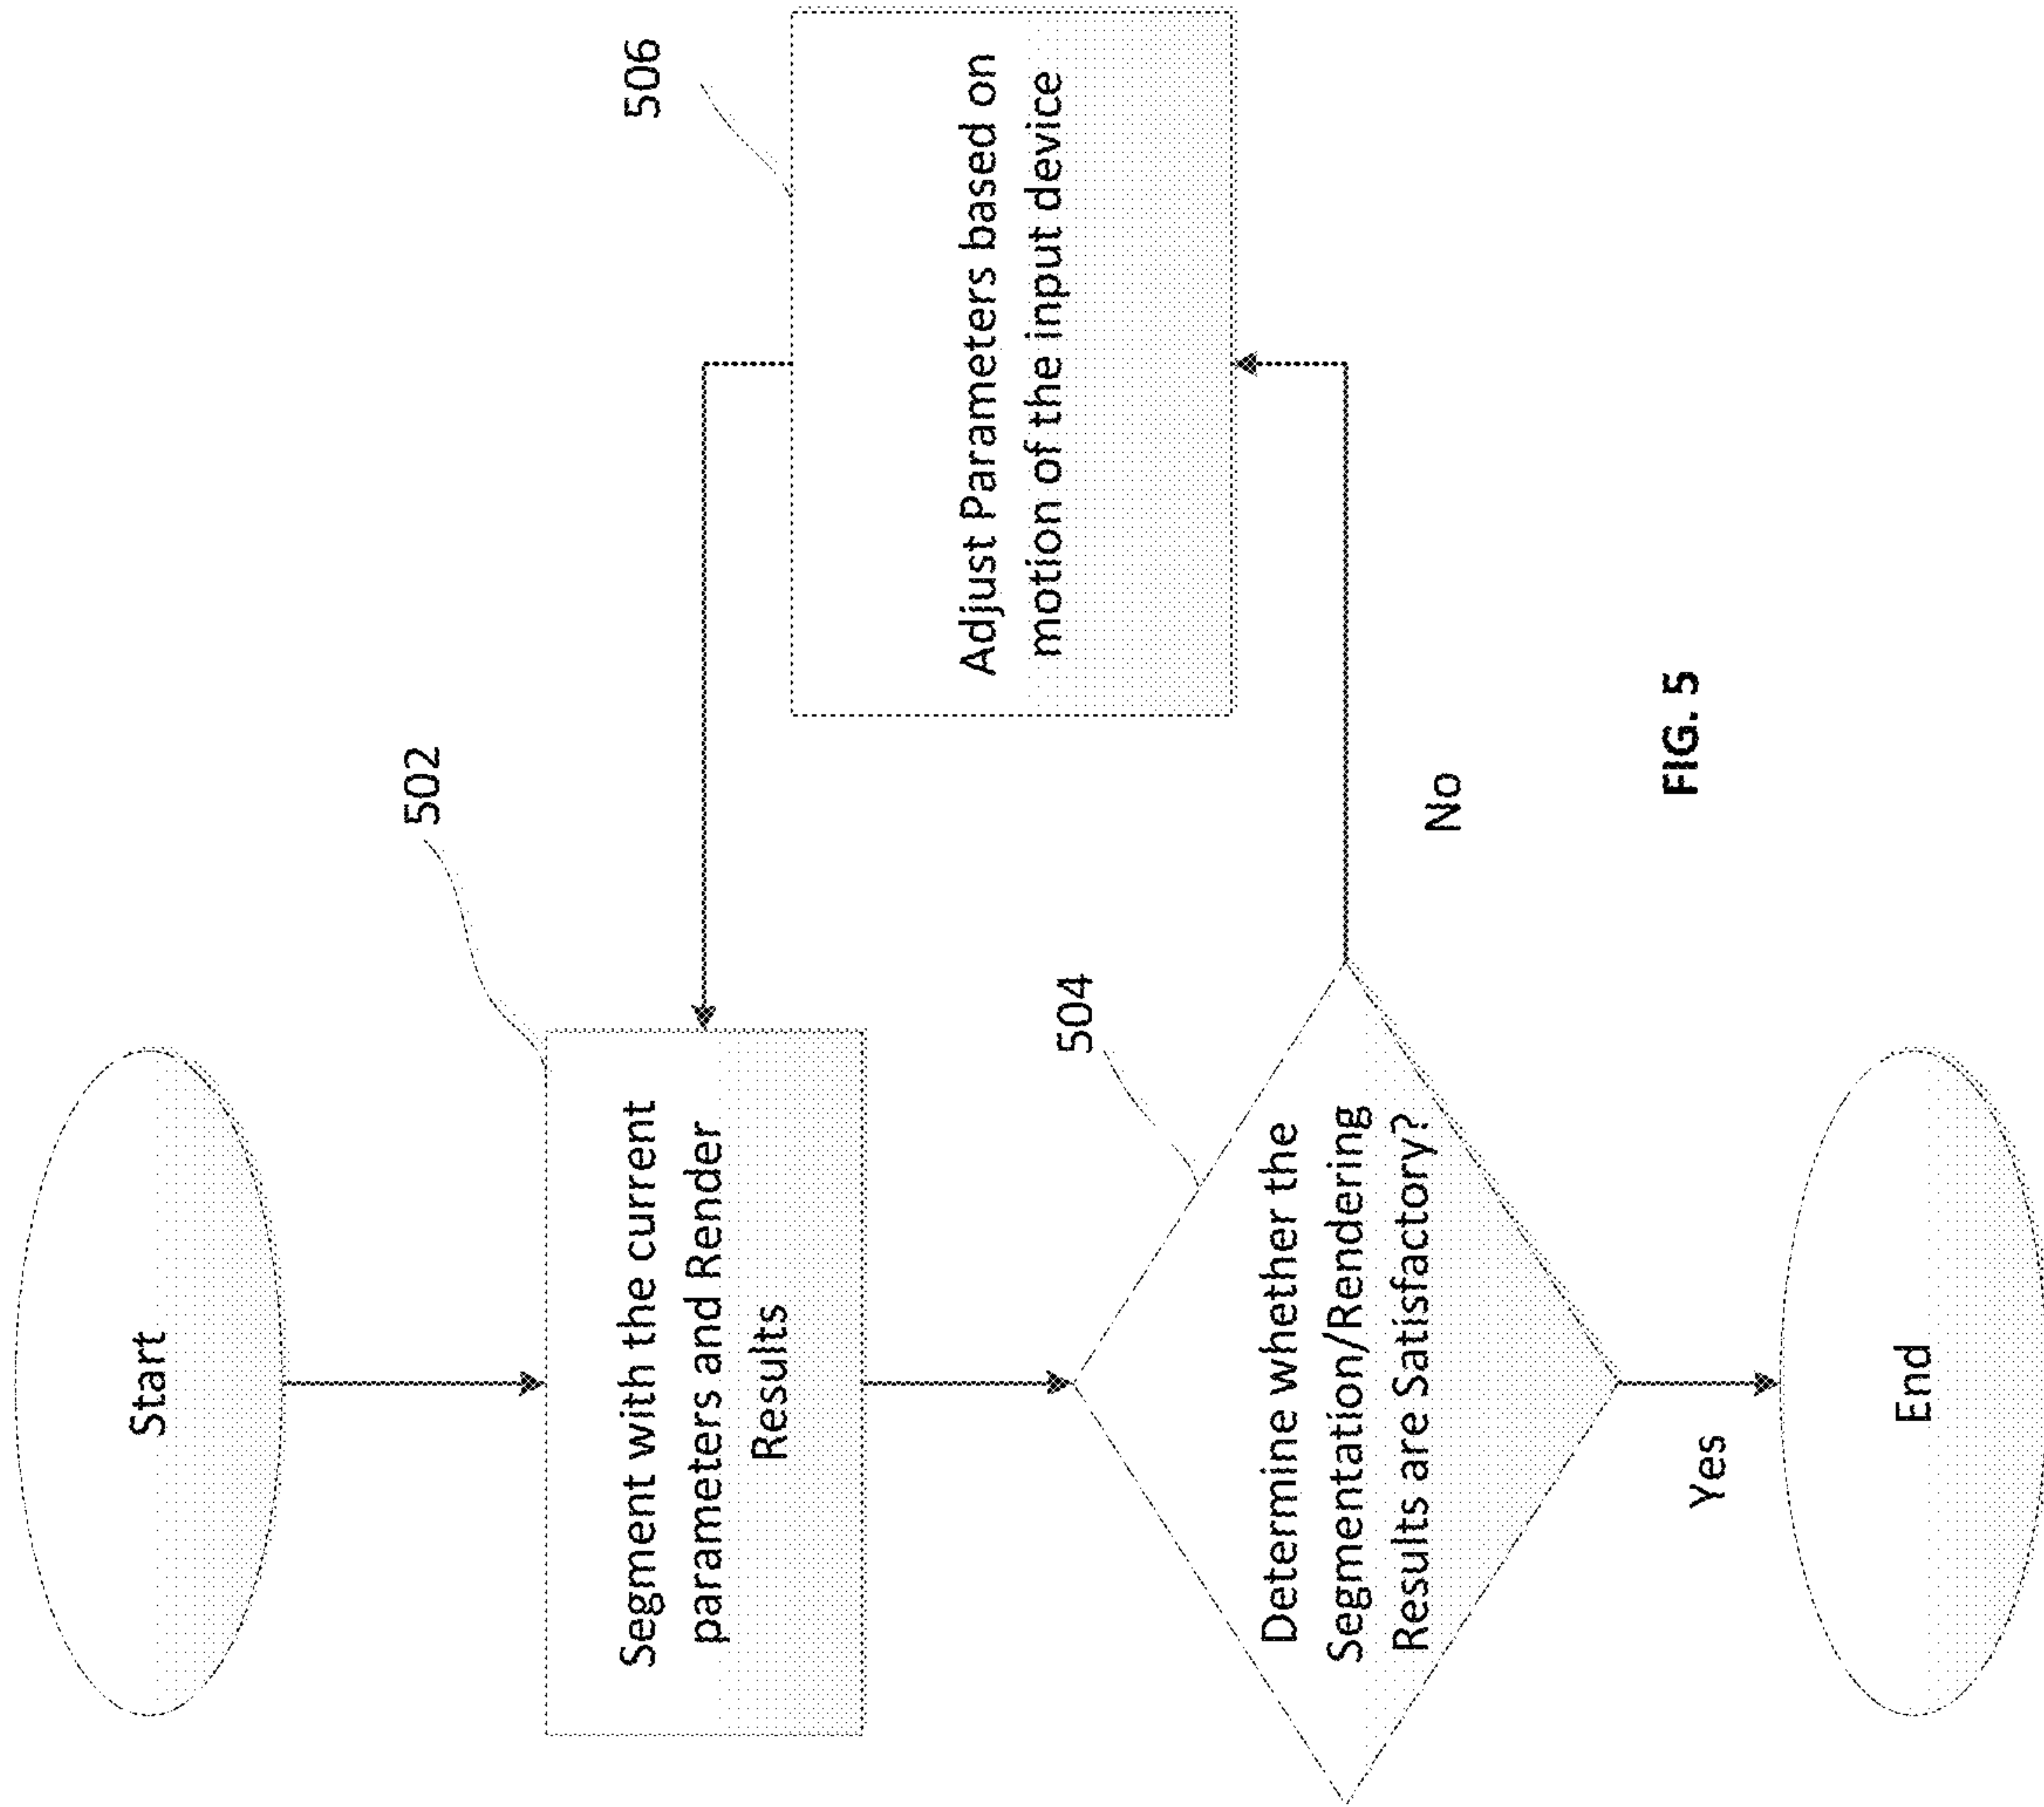 Start
502
Segment with the current
parameters and Render
Results
506
Adjust Parameters based on
motion of the input device
504
Determine whether the
Segmentation/Rendering
Results are Satisfactory?
No
Yes
End
FIG. 5